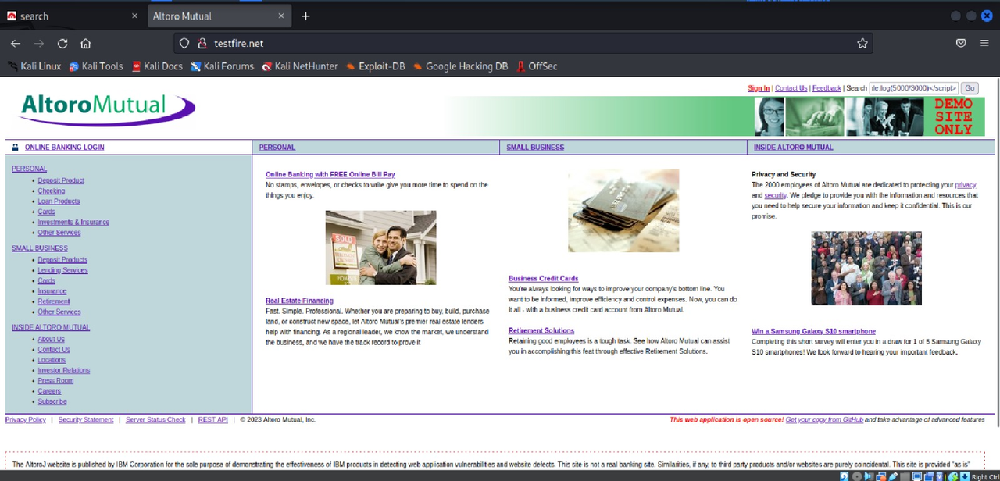 search
Altoro Mutual
testfire.net
Kali Linux Kali Tools Kali Docs Kali Forums Kali NetHunter Exploit-DB Google Hacking DB OffSec
Sign In | Contact Us | Feedback | Search ile.log(5000/3000)</script> Go
AltoroMutual
DEMO
SITE
ONLY
ONLINE BANKING LOGIN
PERSONAL
SMALL BUSINESS
INSIDE ALTORO MUTUAL
PERSONAL
Deposit Product
Checking
Loan Products
Cards
Investments & Insurance
Other Services
SMALL BUSINESS
Deposit Products
Lending Services
Cards
Insurance
Retirement
Other Services
INSIDE ALTORO MUTUAL
About Us
Contact Us
Locations
Investor Relations
Press Room
Careers
Subscribe
Online Banking with FREE Online Bill Pay
No stamps, envelopes, or checks to write give you more time to spend on the
things you enjoy.
SOLD
Real Estate Financing
Fast. Simple. Professional. Whether you are preparing to buy, build, purchase
land, or construct new space, let Altoro Mutual's premier real estate lenders
help with financing. As a regional leader, we know the market, we understand
the business, and we have the track record to prove it
Business Credit Cards
You're always looking for ways to improve your company's bottom line. You
want to be informed, improve efficiency and control expenses. Now, you can do
it all - with a business credit card account from Altoro Mutual.
Retirement Solutions
Retaining good employees is a tough task. See how Altoro Mutual can assist
you in accomplishing this feat through effective Retirement Solutions.
Privacy and Security
The 2000 employees of Altoro Mutual are dedicated to protecting your privacy
and security. We pledge to provide you with the information and resources that
you need to help secure your information and keep it confidential. This is our
promise.
Win a Samsung Galaxy S10 smartphone
Completing this short survey will enter you in a draw for 1 of 5 Samsung Galaxy
S10 smartphones! We look forward to hearing your important feedback.
Privacy Policy | Security Statement | Server Status Check | REST API | © 2023 Altoro Mutual, Inc.
This web application is open source! Get your copy from GitHub and take advantage of advanced features
The AltoroJ website is published by IBM Corporation for the sole purpose of demonstrating the effectiveness of IBM products in detecting web application vulnerabilities and website defects. This site is not a real banking site. Similarities, if any, to third party products and/or websites are purely coincidental. This site is provided "as is"
Right Ctrl